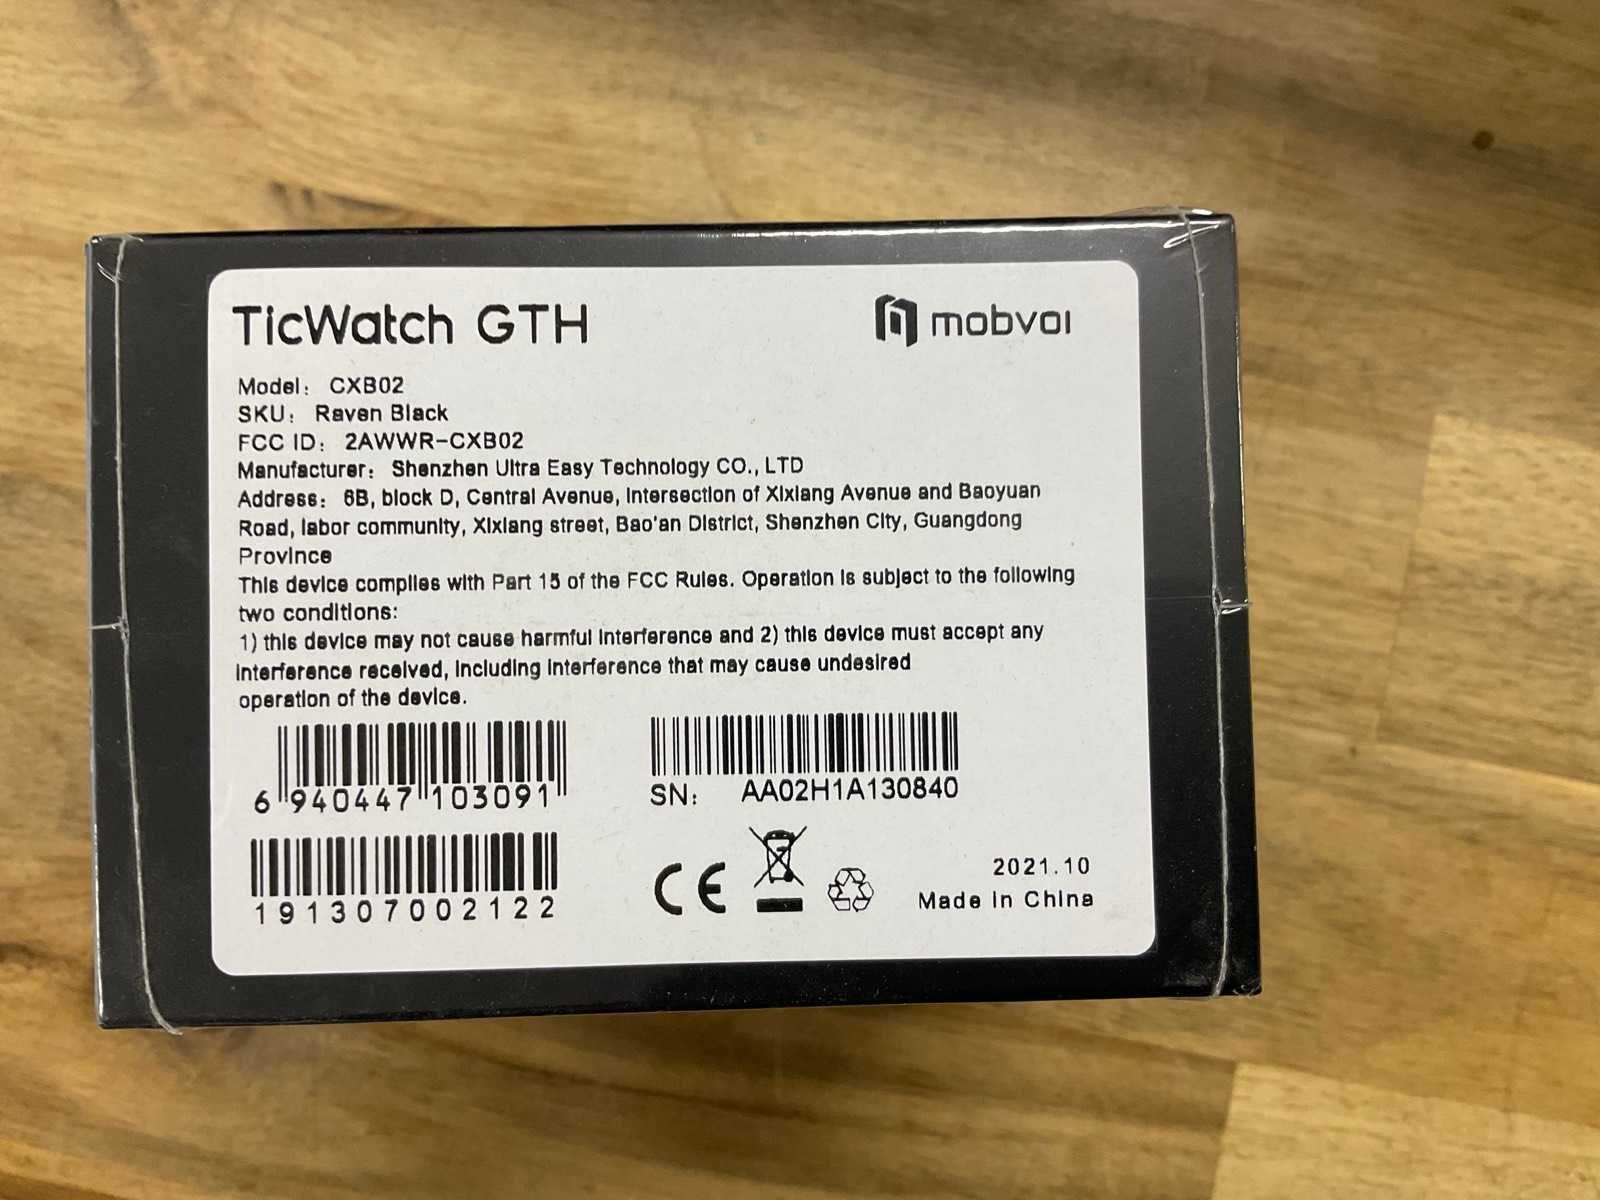 TicWatch GTH
mobvoi
Model: CXB02
SKU: Raven Black
FCC ID: 2AWWR-CXB02
Manufacturer: Shenzhen Ultra Easy Technology CO., LTD
Address: 6B, block D, Central Avenue, Intersection of Xixiang Avenue and Baoyuan
Road, labor community, Xixiang street, Bao'an District, Shenzhen City, Guangdong
Province
This device complies with Part 15 of the FCC Rules. Operation is subject to the following
two conditions:
1) this device may not cause harmful interference and 2) this device must accept any
interference received, including interference that may cause undesired
operation of the device.
6 940447 103091
SN: AA02H1A130840
191307002122
CE
2021.10
Made in China